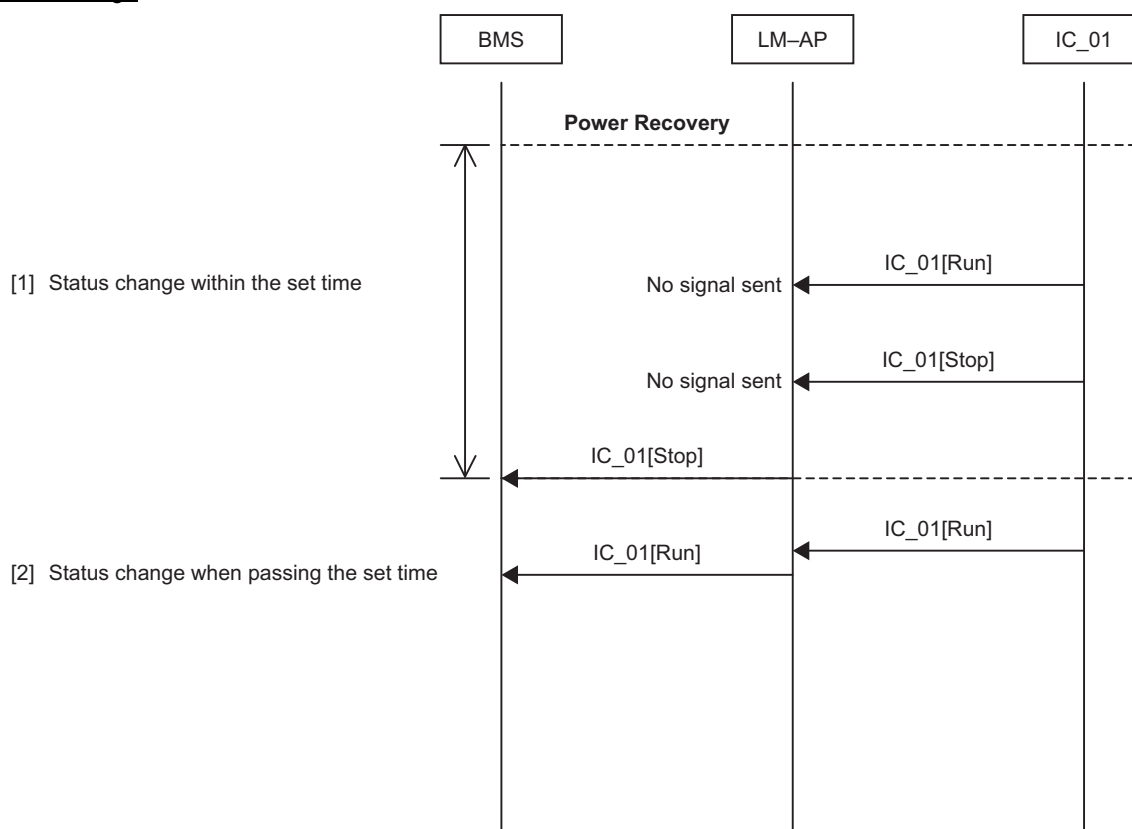 BMS
LM–AP
IC_01
Power Recovery
[1] Status change within the set time
No signal sent
IC_01[Run]
No signal sent
IC_01[Stop]
IC_01[Stop]
IC_01[Run]
[2] Status change when passing the set time
IC_01[Run]